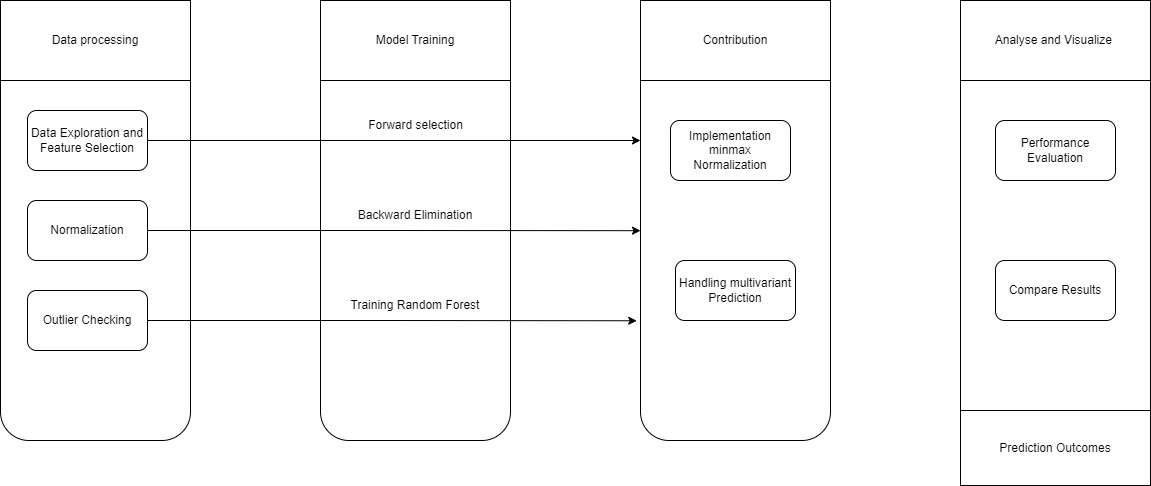 Data processing
Model Training
Contribution
Analyse and Visualize
Data Exploration and
Feature Selection
Normalization
Outlier Checking
Forward selection
Backward Elimination
Training Random Forest
Implementation
minmax
Normalization
Handling multivariant
Prediction
Performance
Evaluation
Compare Results
Prediction Outcomes